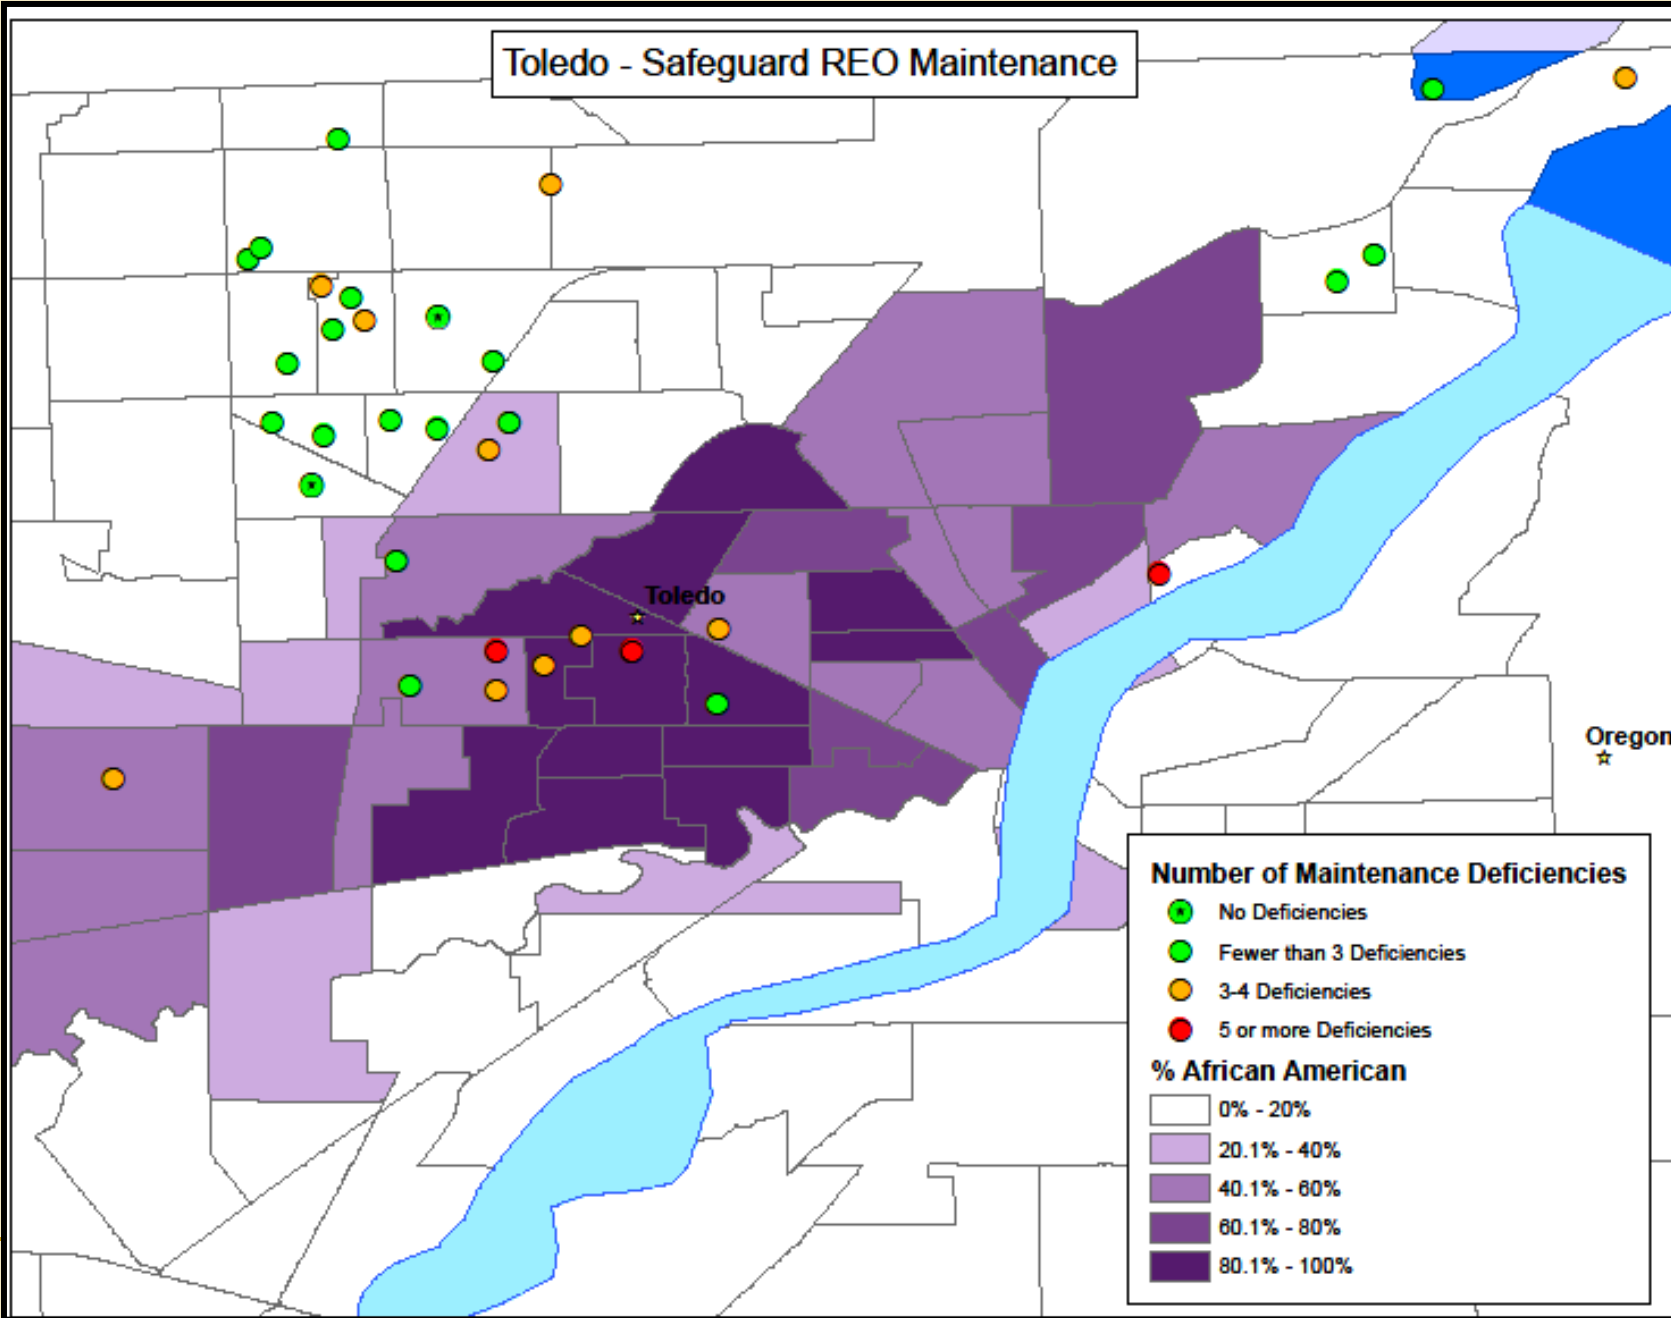 Toledo - Safeguard REO Maintenance
Toledo
Oregon
Number of Maintenance Deficiencies
No Deficiencies
Fewer than 3 Deficiencies
3-4 Deficiencies
5 or more Deficiencies
% African American
0% - 20%
20.1% - 40%
40.1% - 60%
60.1% - 80%
80.1% - 100%